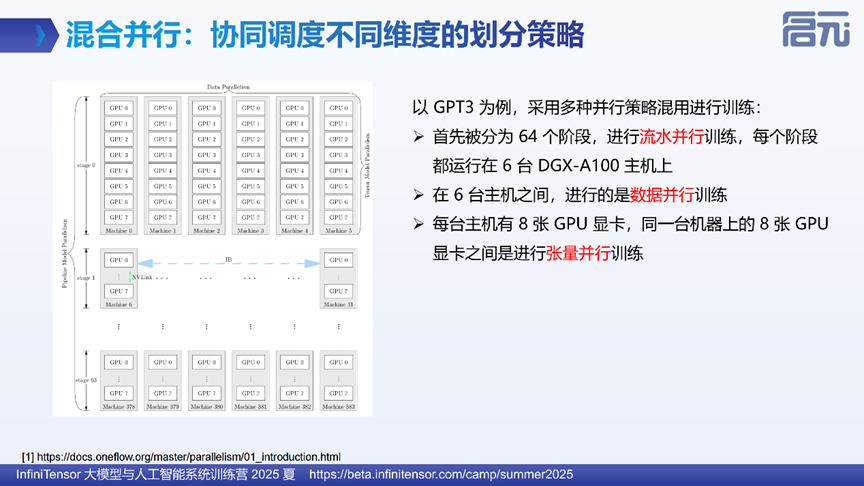 混合并行：协同调度不同维度的划分策略
启元
Data Parallelism
GPU 0 GPU 0 GPU 0 GPU 0 GPU 0 GPU 0
GPU 1 GPU 1 GPU 1 GPU 1 GPU 1 GPU 1
GPU 2 GPU 2 GPU 2 GPU 2 GPU 2 GPU 2
GPU 3 GPU 3 GPU 3 GPU 3 GPU 3 GPU 3
stage 0
GPU 4 GPU 4 GPU 4 GPU 4 GPU 4 GPU 4
GPU 5 GPU 5 GPU 5 GPU 5 GPU 5 GPU 5
GPU 6 GPU 6 GPU 6 GPU 6 GPU 6 GPU 6
GPU 7 GPU 7 GPU 7 GPU 7 GPU 7 GPU 7
Machine 0 Machine 1 Machine 2 Machine 3 Machine 4 Machine 5
Tensor Model Parallelism
Pipeline Model Parallelism
GPU 0 IB GPU 0
stage 1 NVLink
GPU 7 GPU 7
Machine 6 Machine 11
GPU 0 GPU 0 GPU 0 GPU 0 GPU 0 GPU 0
stage 63
GPU 7 GPU 7 GPU 7 GPU 7 GPU 7 GPU 7
Machine 378 Machine 379 Machine 380 Machine 381 Machine 382 Machine 383
以 GPT3 为例，采用多种并行策略混用进行训练：
➢ 首先被分为 64 个阶段，进行流水并行训练，每个阶段
都运行在 6 台 DGX-A100 主机上
➢ 在 6 台主机之间，进行的是数据并行训练
➢ 每台主机有 8 张 GPU 显卡，同一台机器上的 8 张 GPU
显卡之间是进行张量并行训练
[1] https://docs.oneflow.org/master/parallelism/01_introduction.html
InfiniTensor 大模型与人工智能系统训练营 2025 夏 https://beta.infinitensor.com/camp/summer2025